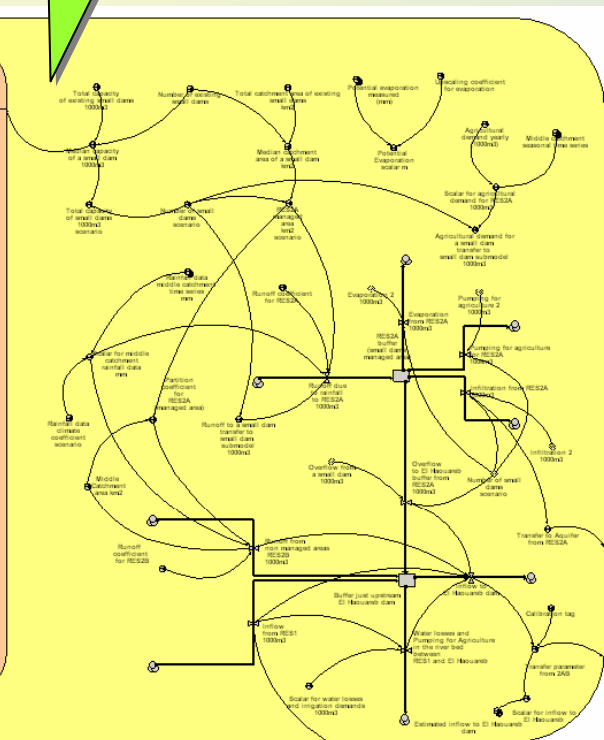 Total capacity
of existing small dams
1000m3
Number of existing
small dams
Total catchment area of existing
small dams
km2
Potential evaporation
measured
(mm)
Upscaling coefficient
for evaporation
Median capacity
of a small dam
1000m3
Median catchment
area of a small dam
km2
Potential
Evaporation
scalar m
Agricultural
demand yearly
1000m3)
Middle catchment
seasonal time series
Total capacity
of small dams
1000m3
scenario
Number of small
dams
scenario
RES2A
managed
area
km2
scenario
Scalar for agricultural
demand for RES2A
1000m3
Agricultural demand for
a small dam
transfer to
small dam submodel
1000m3
Rainfall data
middle catchment
time series
mm
Runoff coefficient
for RES2A
Evaporation 2
1000m3
Pumping for
agriculture 2
1000m3
Evaporation
from RES2A
1000m3
RES2A
buffer
(small dams)
managed area
Pumping for agriculture
for RES2A
1000m3
Scalar for middle
catchment
rainfall data
mm
Partition
coefficient
for
RES2A
(managed area)
Runoff due
to rainfall
to RES2A
1000m3
Infiltration from RES2A
1000m3
Rainfall data
climate
coefficient
scenario
Runoff to a small dam
transfer to
small dam
submodel
1000m3
Infiltration 2
1000m3
Overflow from
a small dam
1000m3
Overflow
to El Haouareb
buffer from
RES2A
1000m3
Number of small
dams
scenario
Middle
Catchment
area km2
Transfer to Aquifer
from RES2A
Runoff
coefficient
for RES2B
Runoff from
non managed areas
RES2B
1000m3
Buffer just upstream
El Haouareb dam
Inflow to
El Haouareb dam
Calibration tag
Inflow
from RES1
1000m3
Water losses and
Pumping for Agriculture
in the river bed
between
RES1 and El Haouareb
Transfer parameter
from 2AB
Scalar for water losses
and irrigation demands
1000m3
Estimated inflow to El Haouareb
dam
Scalar for inflow to
El Haouareb